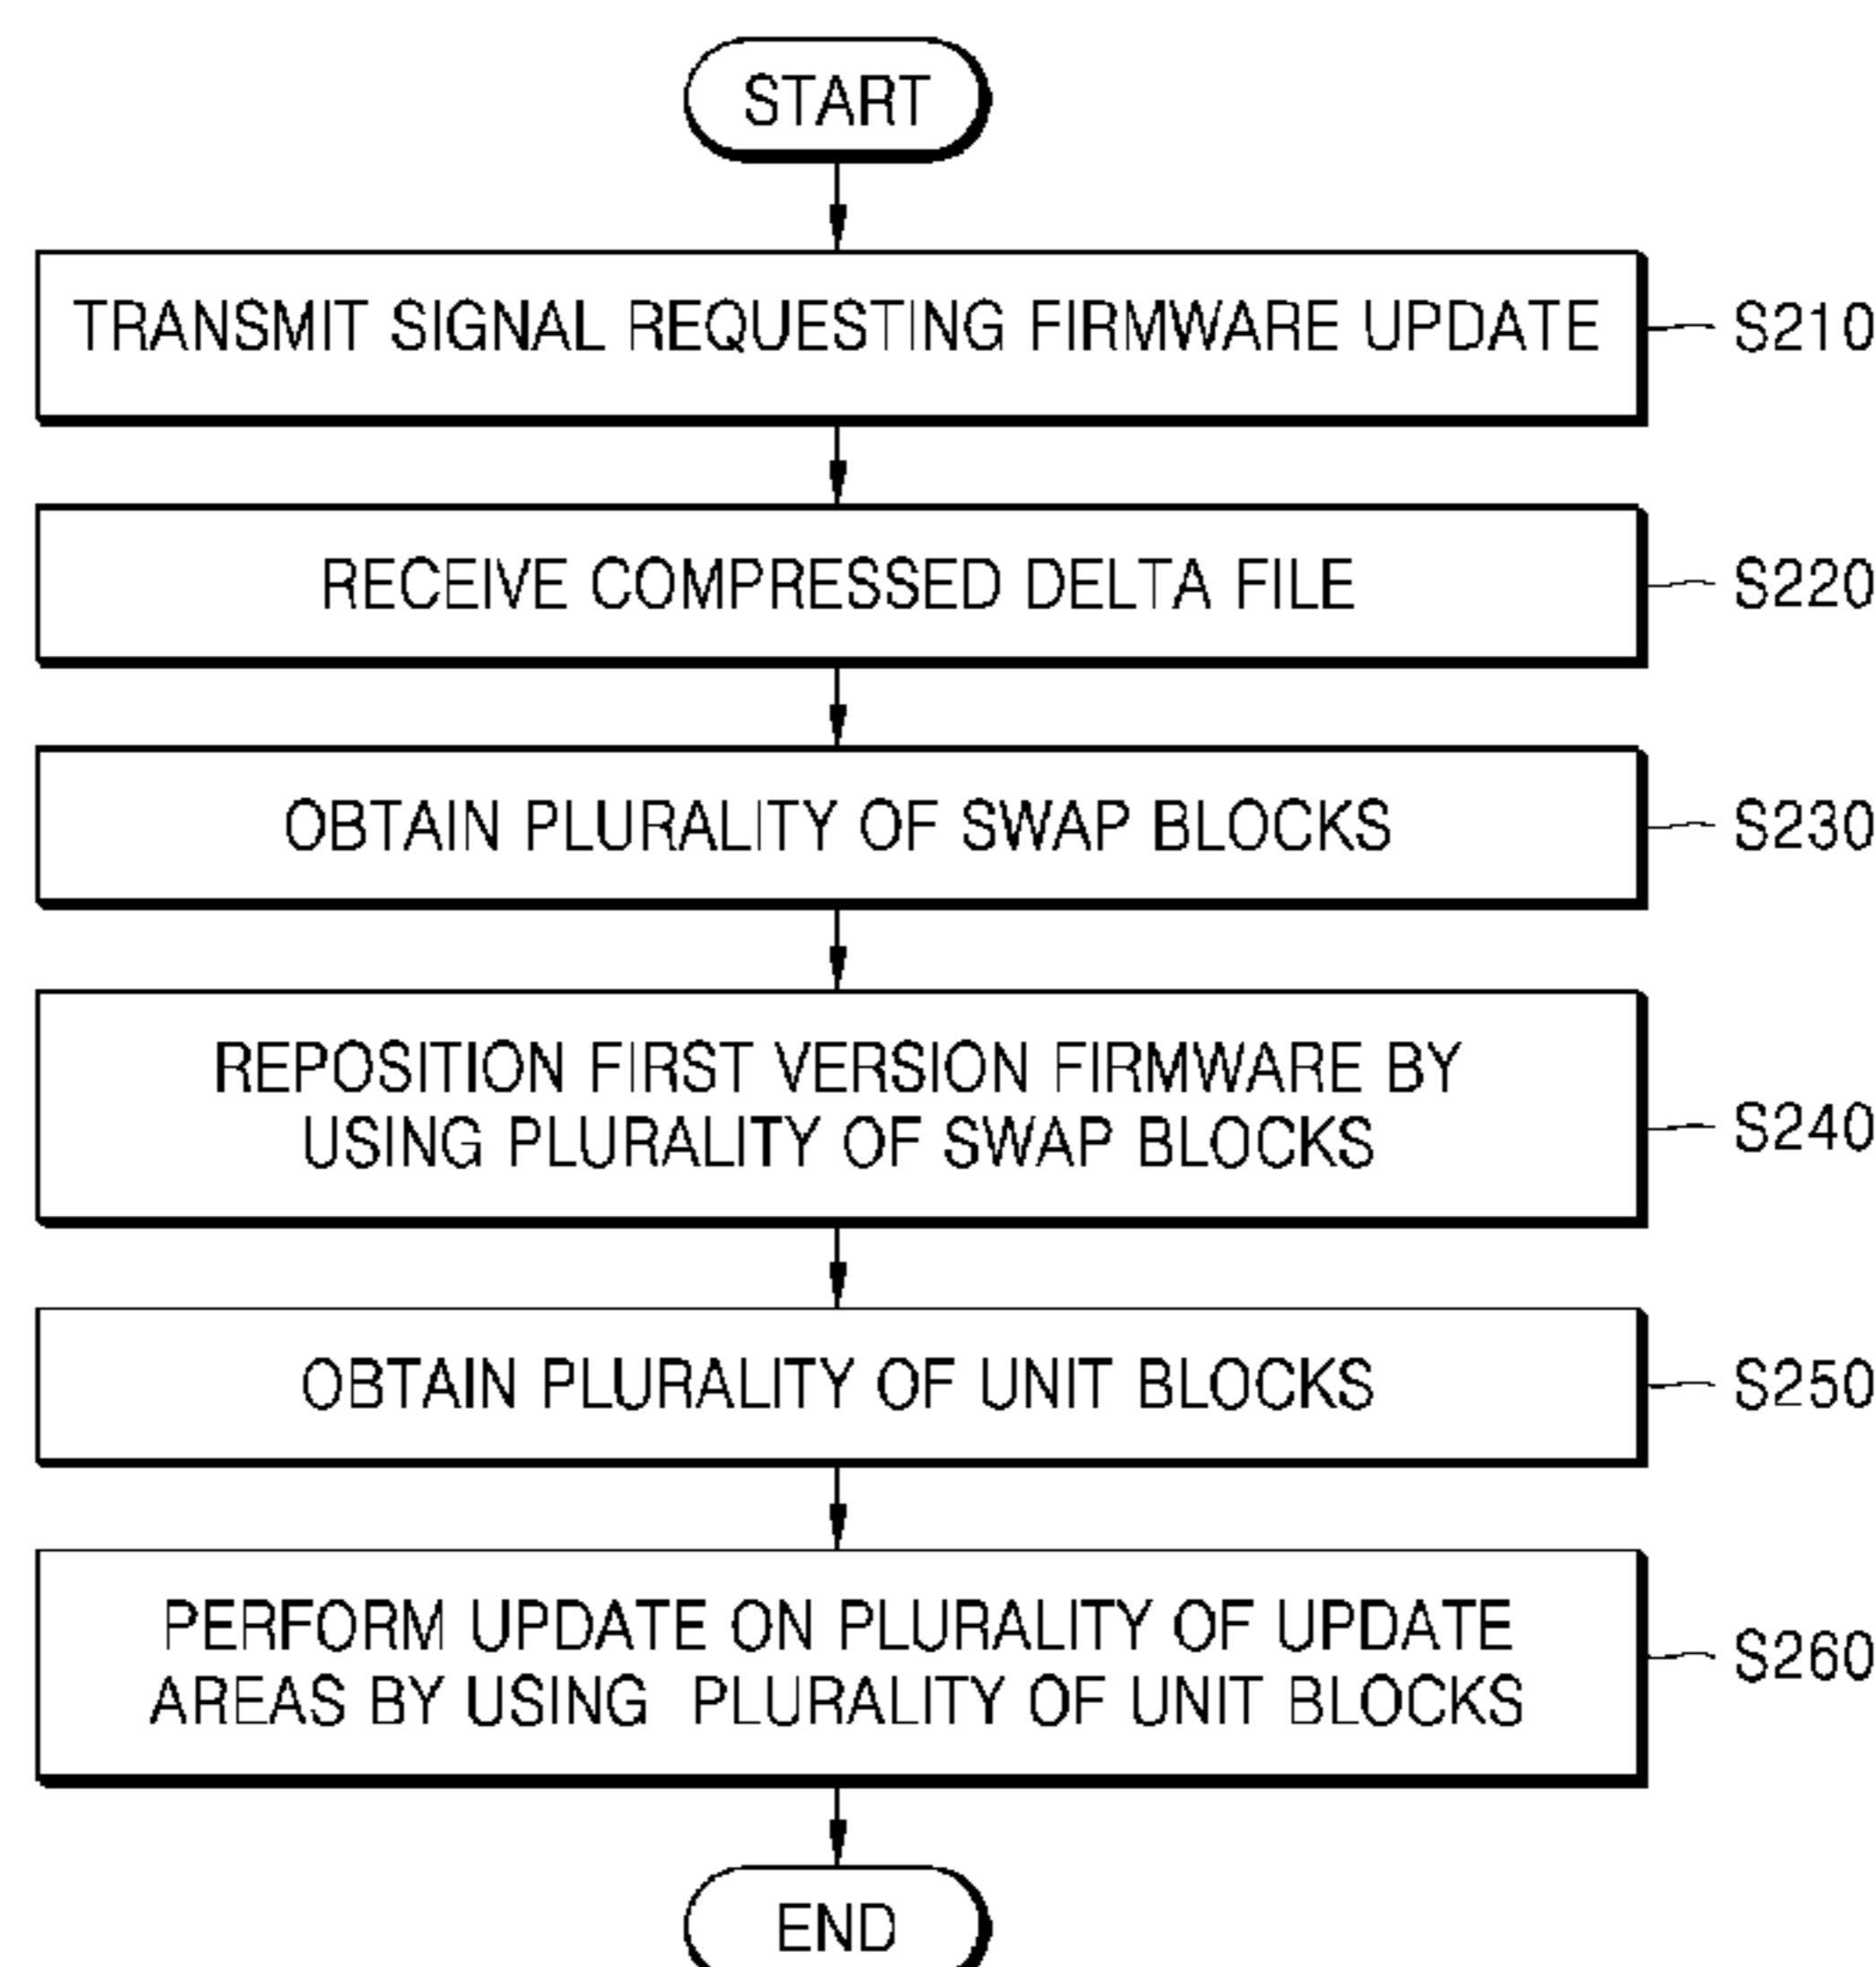 START
TRANSMIT SIGNAL REQUESTING FIRMWARE UPDATE
S210
RECEIVE COMPRESSED DELTA FILE
S220
OBTAIN PLURALITY OF SWAP BLOCKS
S230
REPOSITION FIRST VERSION FIRMWARE BY
USING PLURALITY OF SWAP BLOCKS
S240
OBTAIN PLURALITY OF UNIT BLOCKS
S250
PERFORM UPDATE ON PLURALITY OF UPDATE
AREAS BY USING PLURALITY OF UNIT BLOCKS
S260
END